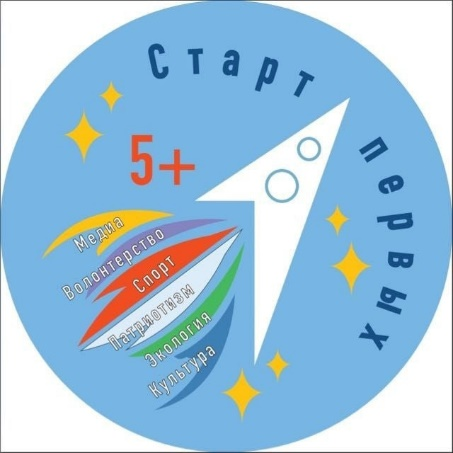 Старт
первых
5+
Медиа
Волонтерство
Спорт
Патриотизм
Экология
Культура